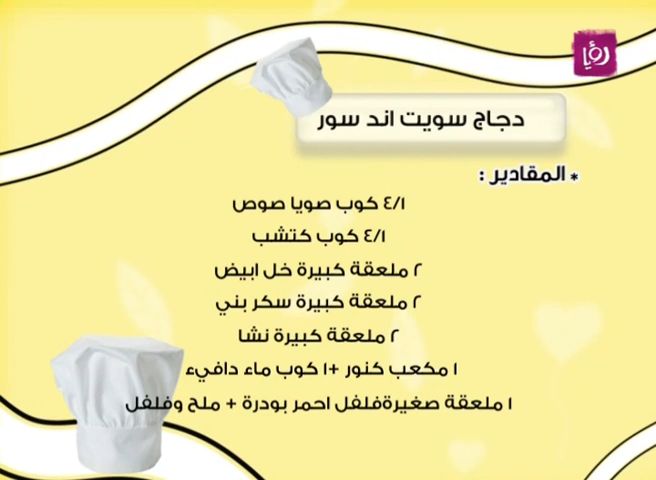 رؤيا
دجاج سويت اند سور
* المقادير :
٤/١ كوب صويا صوص
٤/١ كوب كتشب
٢ ملعقة كبيرة خل ابيض
٢ ملعقة كبيرة سكر بني
٢ ملعقة كبيرة نشا
١ مكعب كنور +١ كوب ماء دافيء
١ ملعقة صغيرةفلفل احمر بودرة + ملح وفلفل